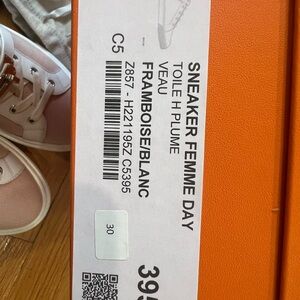 SNEAKER FEMME DAY
TOILE H PLUME
VEAU
FRAMBOISE/BLANC
Z857 - H221195Z C5395
C5
30
395